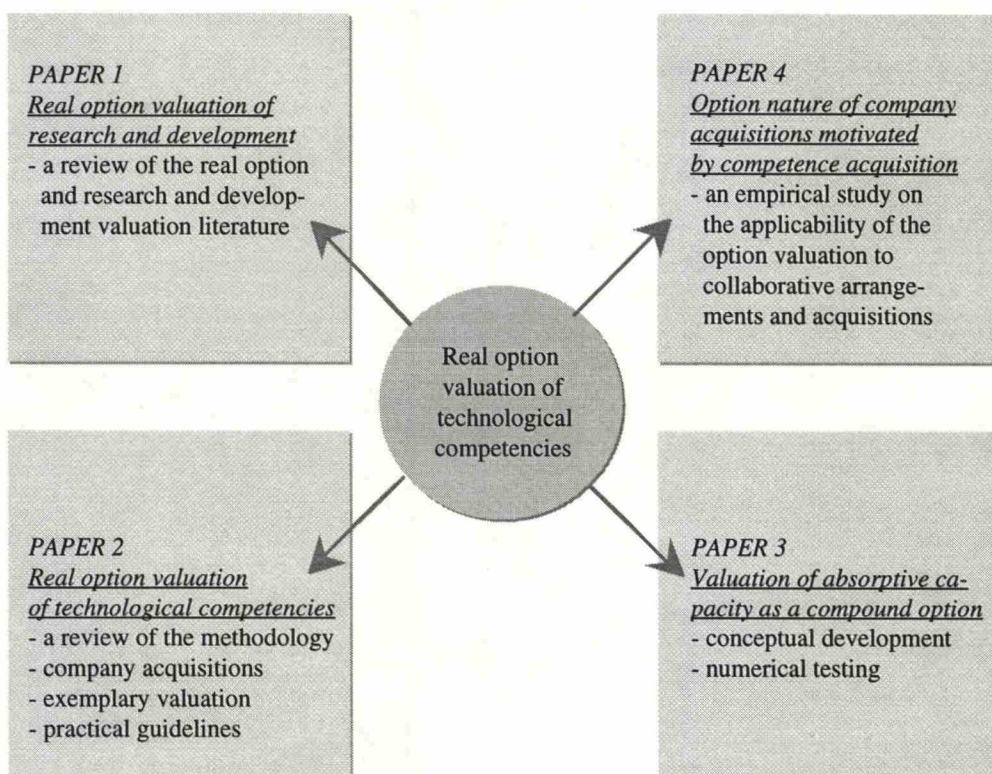 PAPER 1
Real option valuation of
research and development
- a review of the real option
and research and develop-
ment valuation literature
PAPER 4
Option nature of company
acquisitions motivated
by competence acquisition
- an empirical study on
the applicability of the
option valuation to
collaborative arrange-
ments and acquisitions
Real option
valuation of
technological
competencies
PAPER 2
Real option valuation
of technological competencies
- a review of the methodology
- company acquisitions
- exemplary valuation
- practical guidelines
PAPER 3
Valuation of absorptive ca-
pacity as a compound option
- conceptual development
- numerical testing